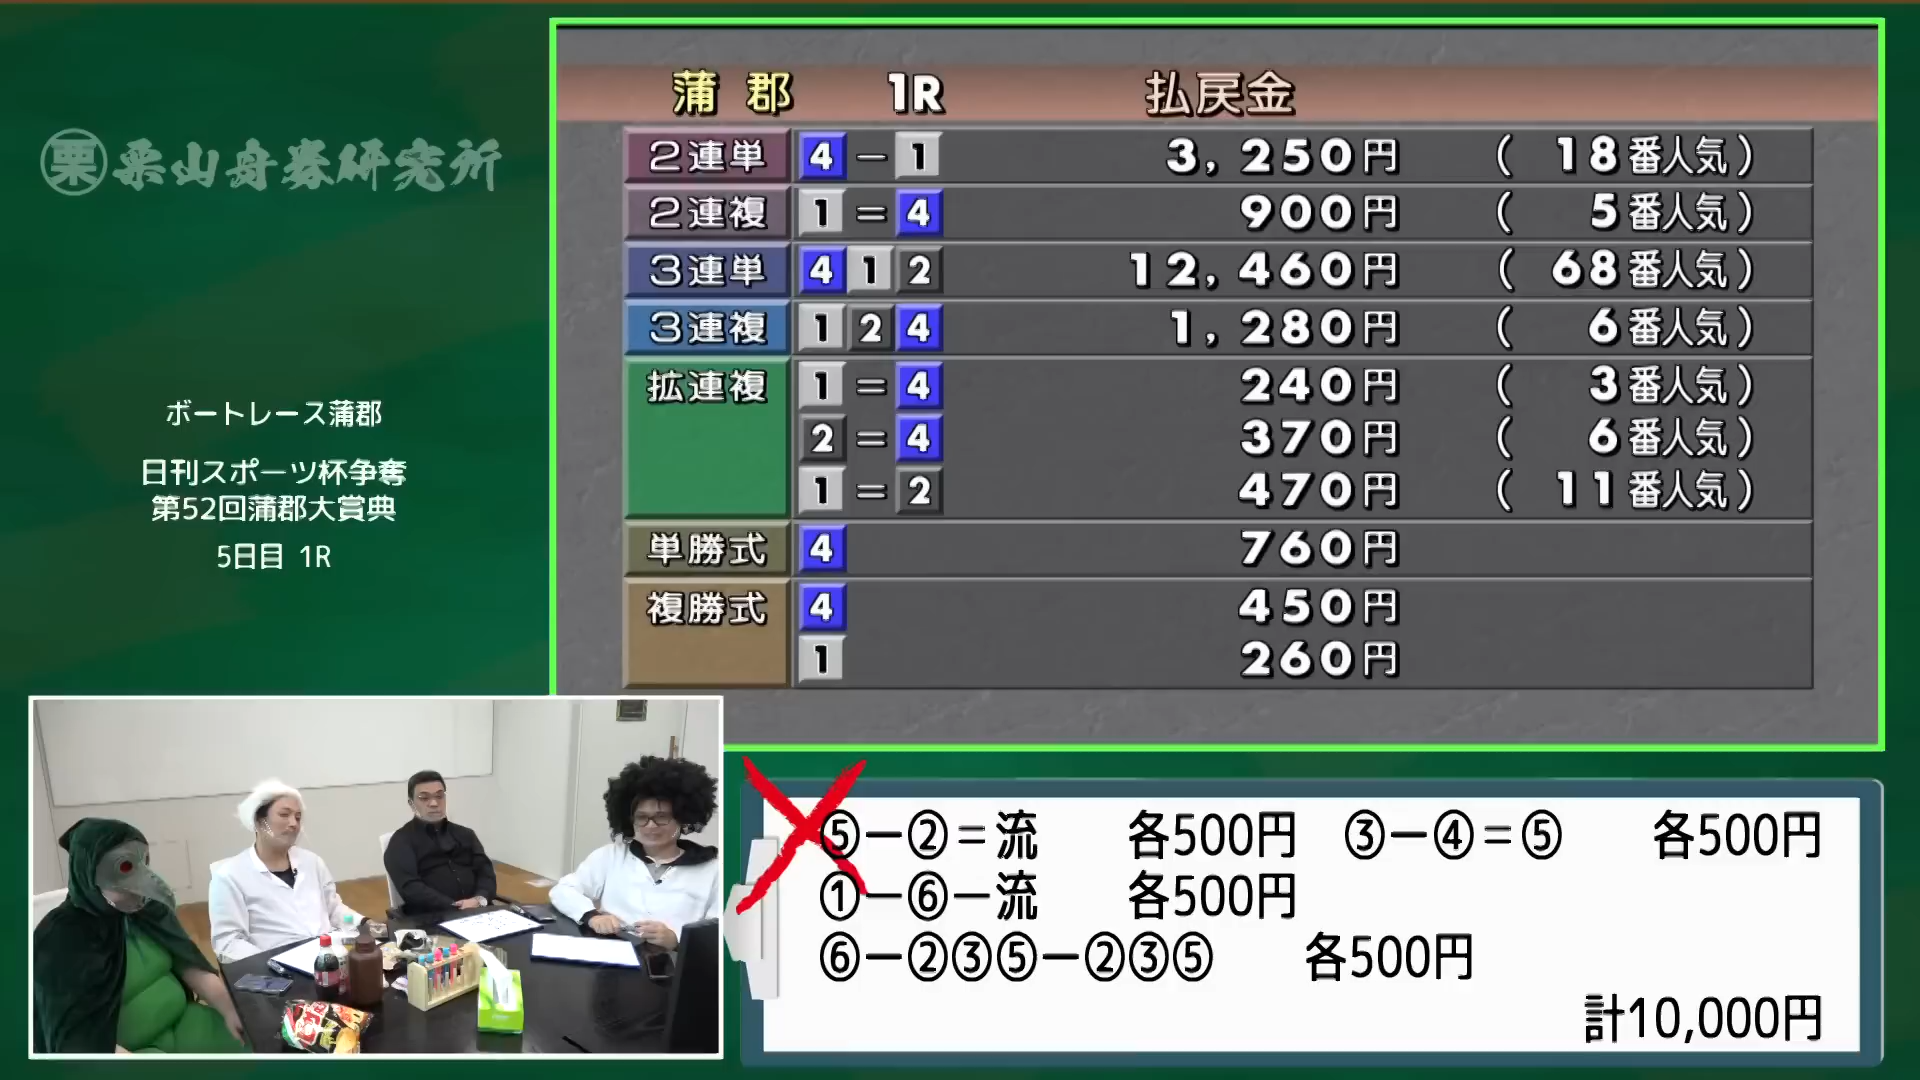 栗 栗山舟券研究所
ボートレース蒲郡
日刊スポーツ杯争奪
第52回蒲郡大賞典
5日目 1R
蒲郡 1R 払戻金
2連単 4-1 3,250円 (18番人気)
2連複 1=4 900円 (5番人気)
3連単 4 1 2 12,460円 (68番人気)
3連複 1 2 4 1,280円 (6番人気)
拡連複 1=4 240円 (3番人気)
2=4 370円 (6番人気)
1=2 470円 (11番人気)
単勝式 4 760円
複勝式 4 450円
1 260円
⑤-②=流 各500円 ③-④=⑤ 各500円
①-⑥-流 各500円
⑥-②③⑤-②③⑤ 各500円
計10,000円